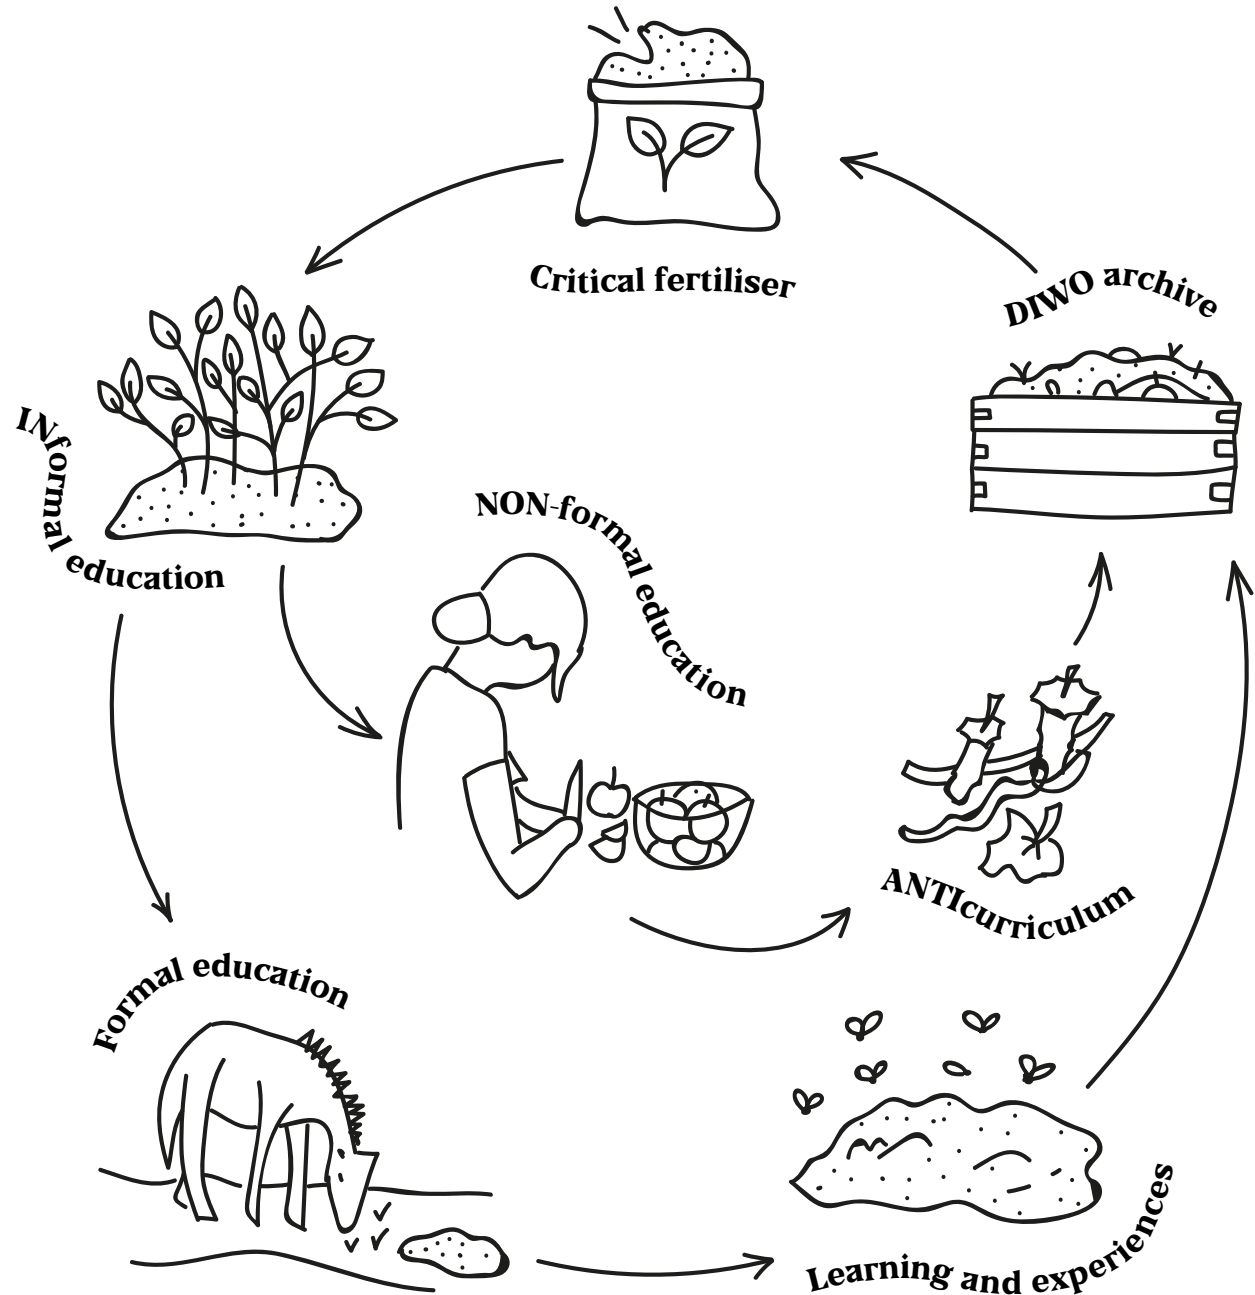 Critical fertiliser
DIWO archive
INformal education
NON-formal education
ANTIcurriculum
Formal education
Learning and experiences